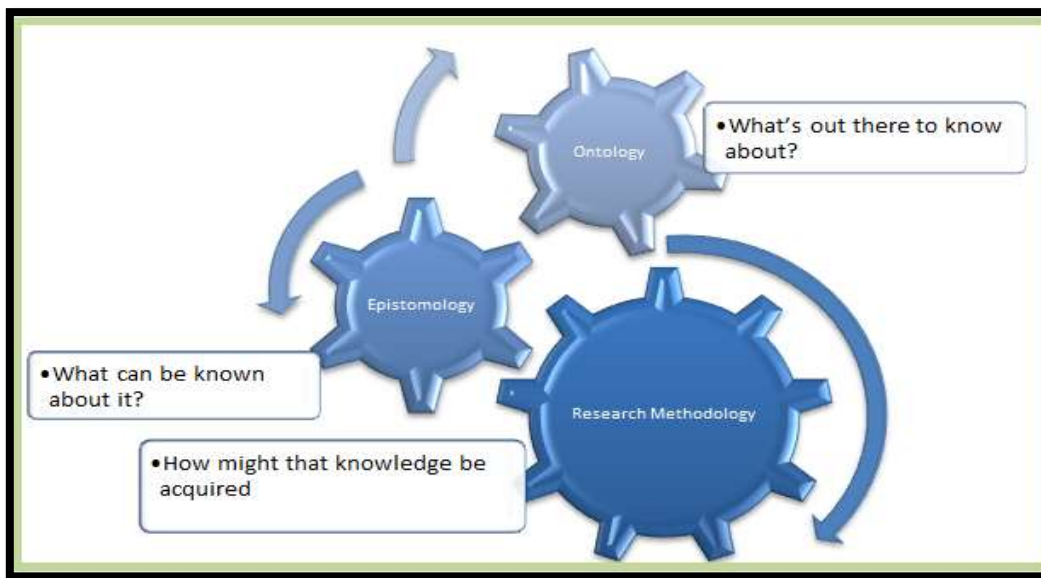 Ontology
•What's out there to know
about?
Epistomology
•What can be known
about it?
Research Methodology
•How might that knowledge be
acquired